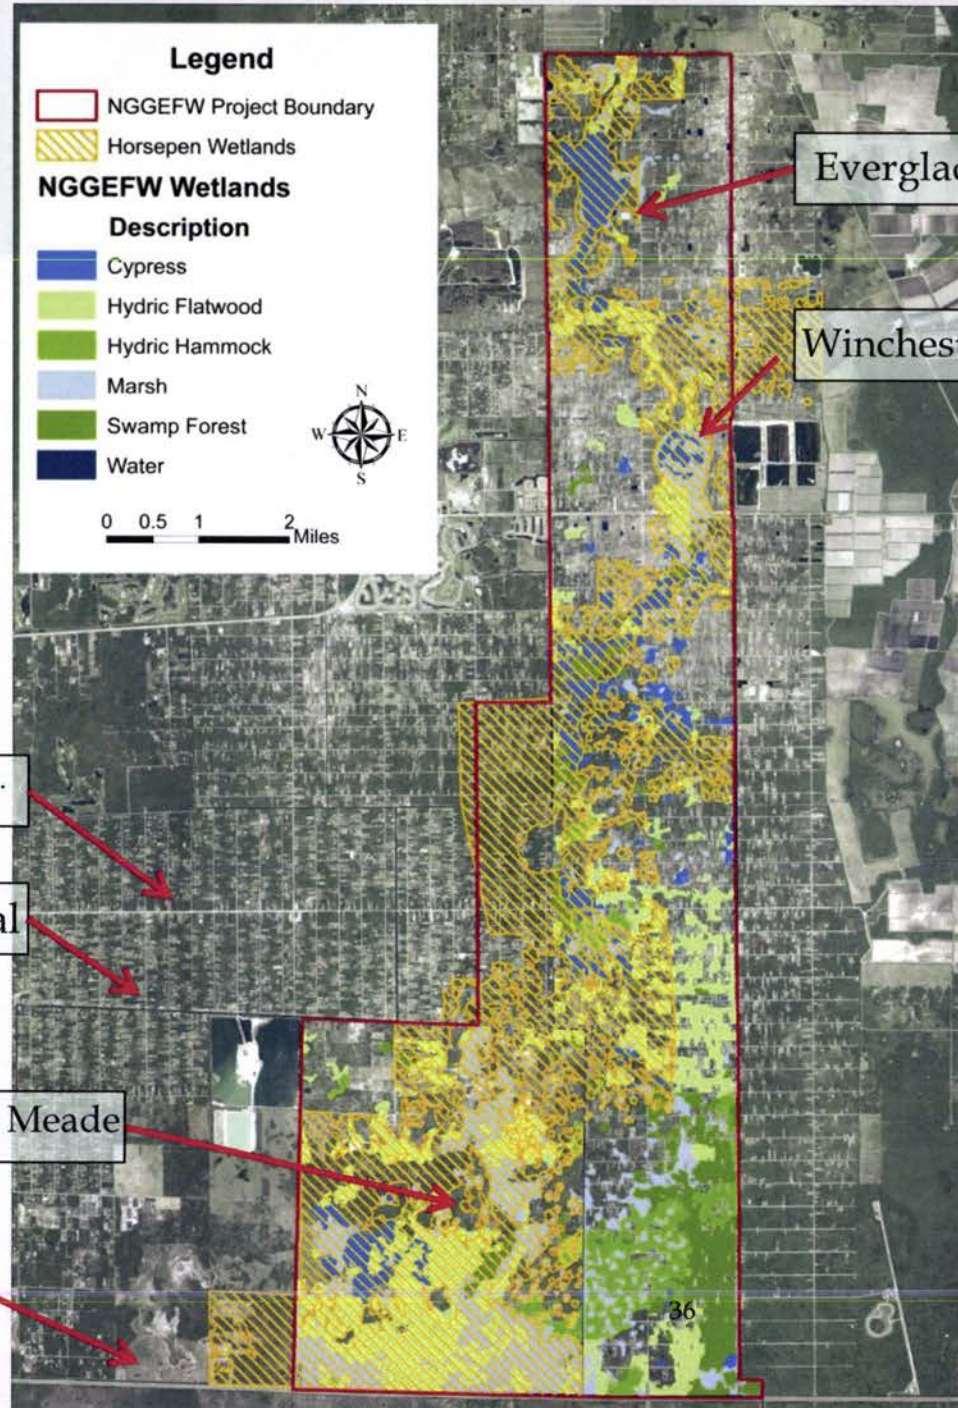 Legend
NGGEFW Project Boundary
Horsepen Wetlands
NGGEFW Wetlands
Description
Cypress
Hydric Flatwood
Hydric Hammock
Marsh
Swamp Forest
Water
N
W E
S
0 0.5 1 2
Miles
Everglad
Winches
.
al
Meade
36